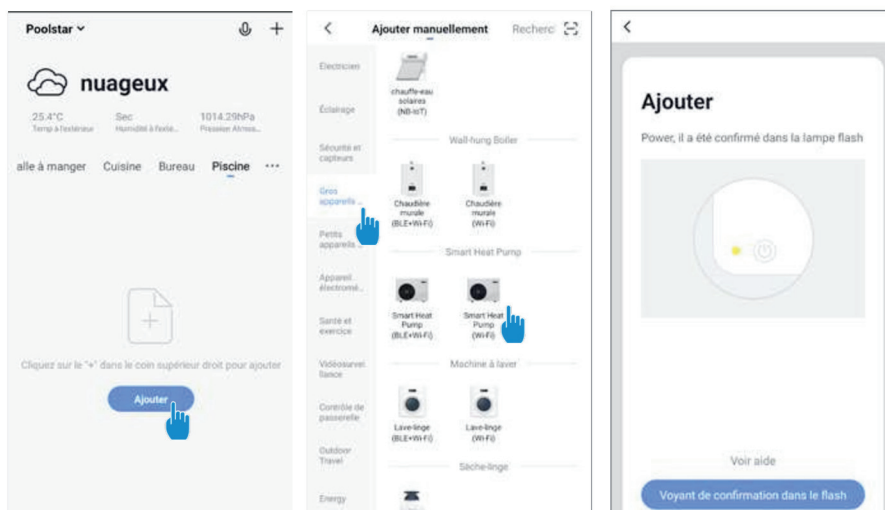 Poolstar
nuageux
25.4°C Sec 1014.29hPa
Temp à l'extérieur Humidité à l'exté... Pression Atmos...
alle à manger Cuisine Bureau Piscine ...
Cliquez sur le "+" dans le coin supérieur droit pour ajouter
Ajouter
Ajouter manuellement Recherc
Électricien
Éclairage
Sécurité et
capteurs
Gros
appareils ...
Petits
appareils ...
Appareil
électromé...
Santé et
exercice
Vidéosurvei
llance
Contrôle de
passerelle
Outdoor
Travel
Energy
chauffe-eau
solaires
(NB-IoT)
Wall-hung Boiler
Chaudière
murale
(BLE+Wi-Fi)
Chaudière
murale
(Wi-Fi)
Smart Heat Pump
Smart Heat
Pump
(BLE+Wi-Fi)
Smart Heat
Pump
(Wi-Fi)
Machine à laver
Lave-linge
(BLE+Wi-Fi)
Lave-linge
(Wi-Fi)
Sèche-linge
Ajouter
Power, il a été confirmé dans la lampe flash
Voir aide
Voyant de confirmation dans le flash